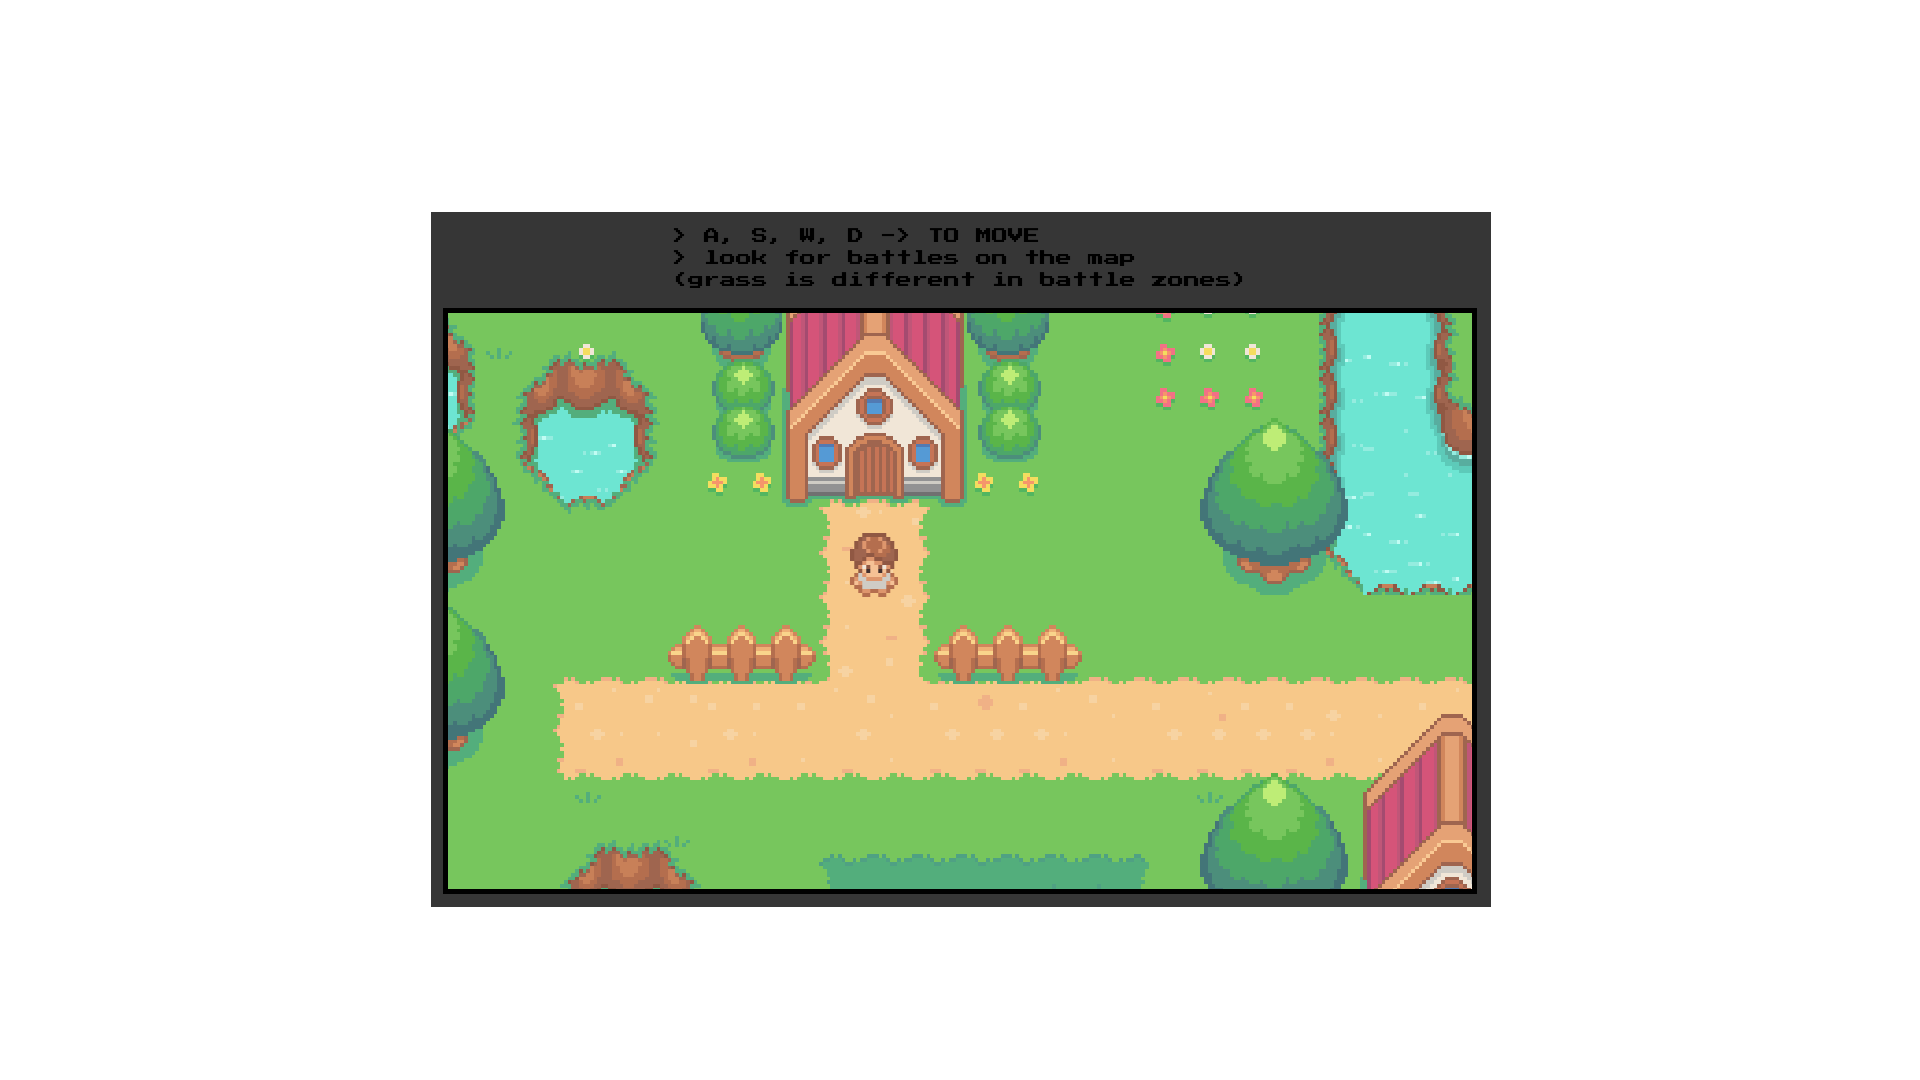 > A, S, W, D -> TO MOVE
> look for battles on the map
(grass is different in battle zones)